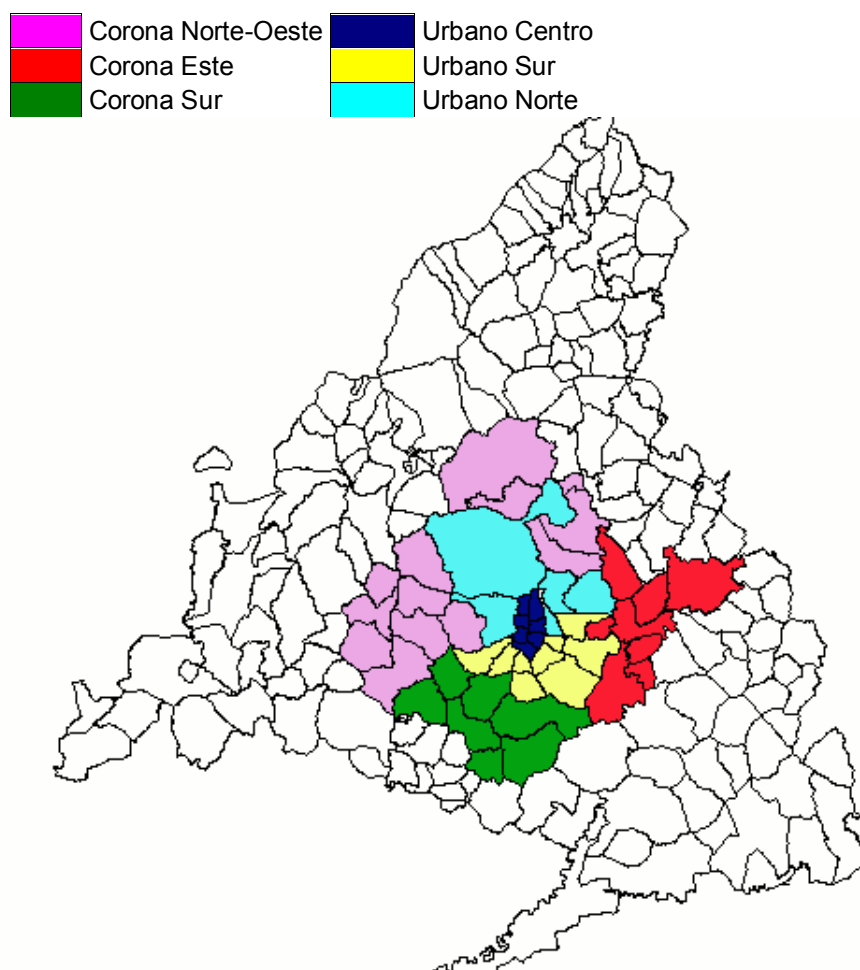 Corona Norte-Oeste
Urbano Centro
Corona Este
Urbano Sur
Corona Sur
Urbano Norte